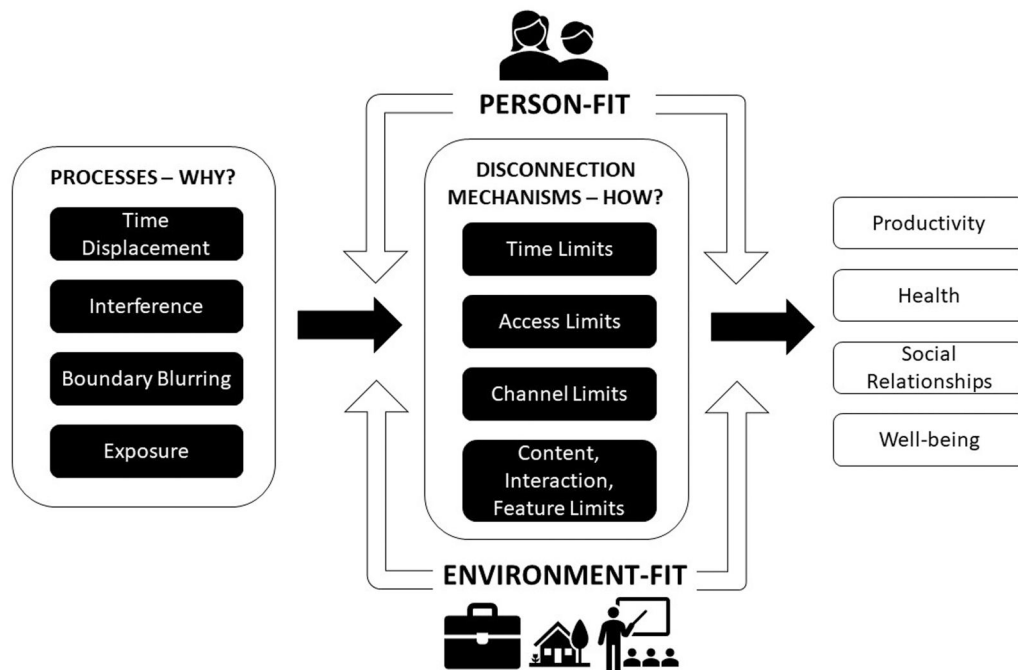 PERSON-FIT
PROCESSES – WHY?
Time
Displacement
Interference
Boundary Blurring
Exposure
DISCONNECTION
MECHANISMS – HOW?
Time Limits
Access Limits
Channel Limits
Content,
Interaction,
Feature Limits
Productivity
Health
Social
Relationships
Well-being
ENVIRONMENT-FIT